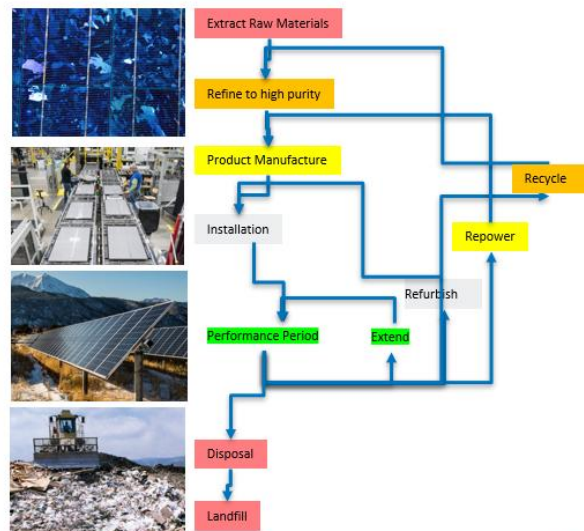 Extract Raw Materials
Refine to high purity
Product Manufacture
Recycle
Installation
Repower
Refurbish
Performance Period
Extend
Disposal
Landfill